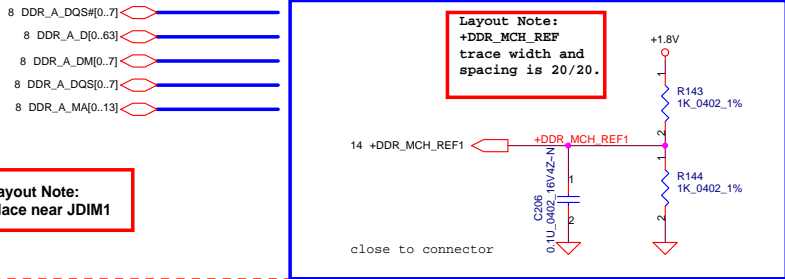 8 DDR_A_DQS#[0..7]
8 DDR_A_D[0..63]
8 DDR_A_DM[0..7]
8 DDR_A_DQS[0..7]
8 DDR_A_MA[0..13]
Layout Note:
+DDR_MCH_REF
trace width and
spacing is 20/20.
+1.8V
1
R143
1K_0402_1%
2
14 +DDR_MCH_REF1
+DDR_MCH_REF1
1
R144
1K_0402_1%
2
C206
0.1U_0402_16V4Z~N
1
2
close to connector
ayout Note:
lace near JDIM1